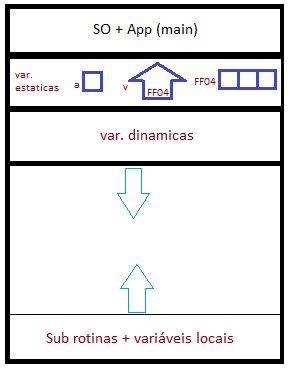 SO + App (main)
var.
estaticas
a
v
FF04
FF04
var. dinamicas
Sub rotinas + variáveis locais